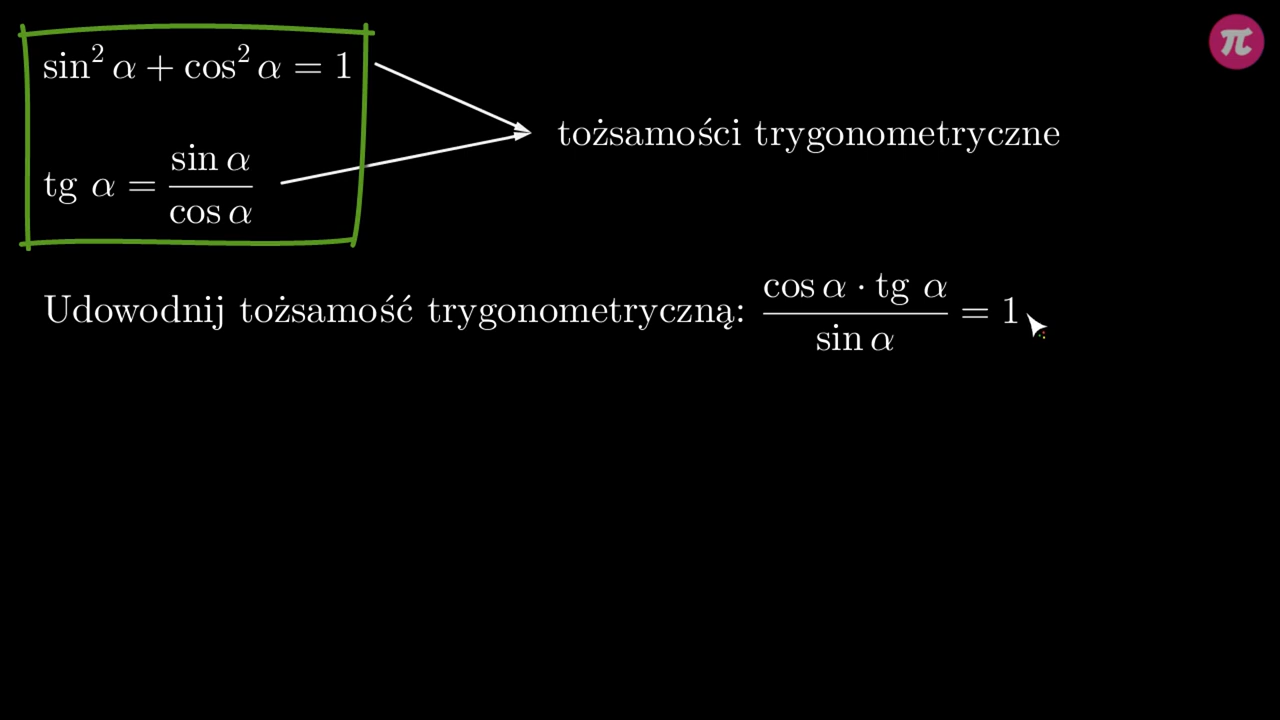 sin² α + cos² α = 1
tożsamości trygonometryczne
tg α = sin α / cos α
Udowodnij tożsamość trygonometryczną: cos α · tg α / sin α = 1
π